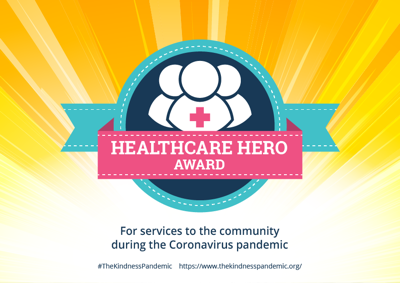 HEALTHCARE HERO
AWARD
For services to the community
during the Coronavirus pandemic
#TheKindnessPandemic https://www.thekindnesspandemic.org/